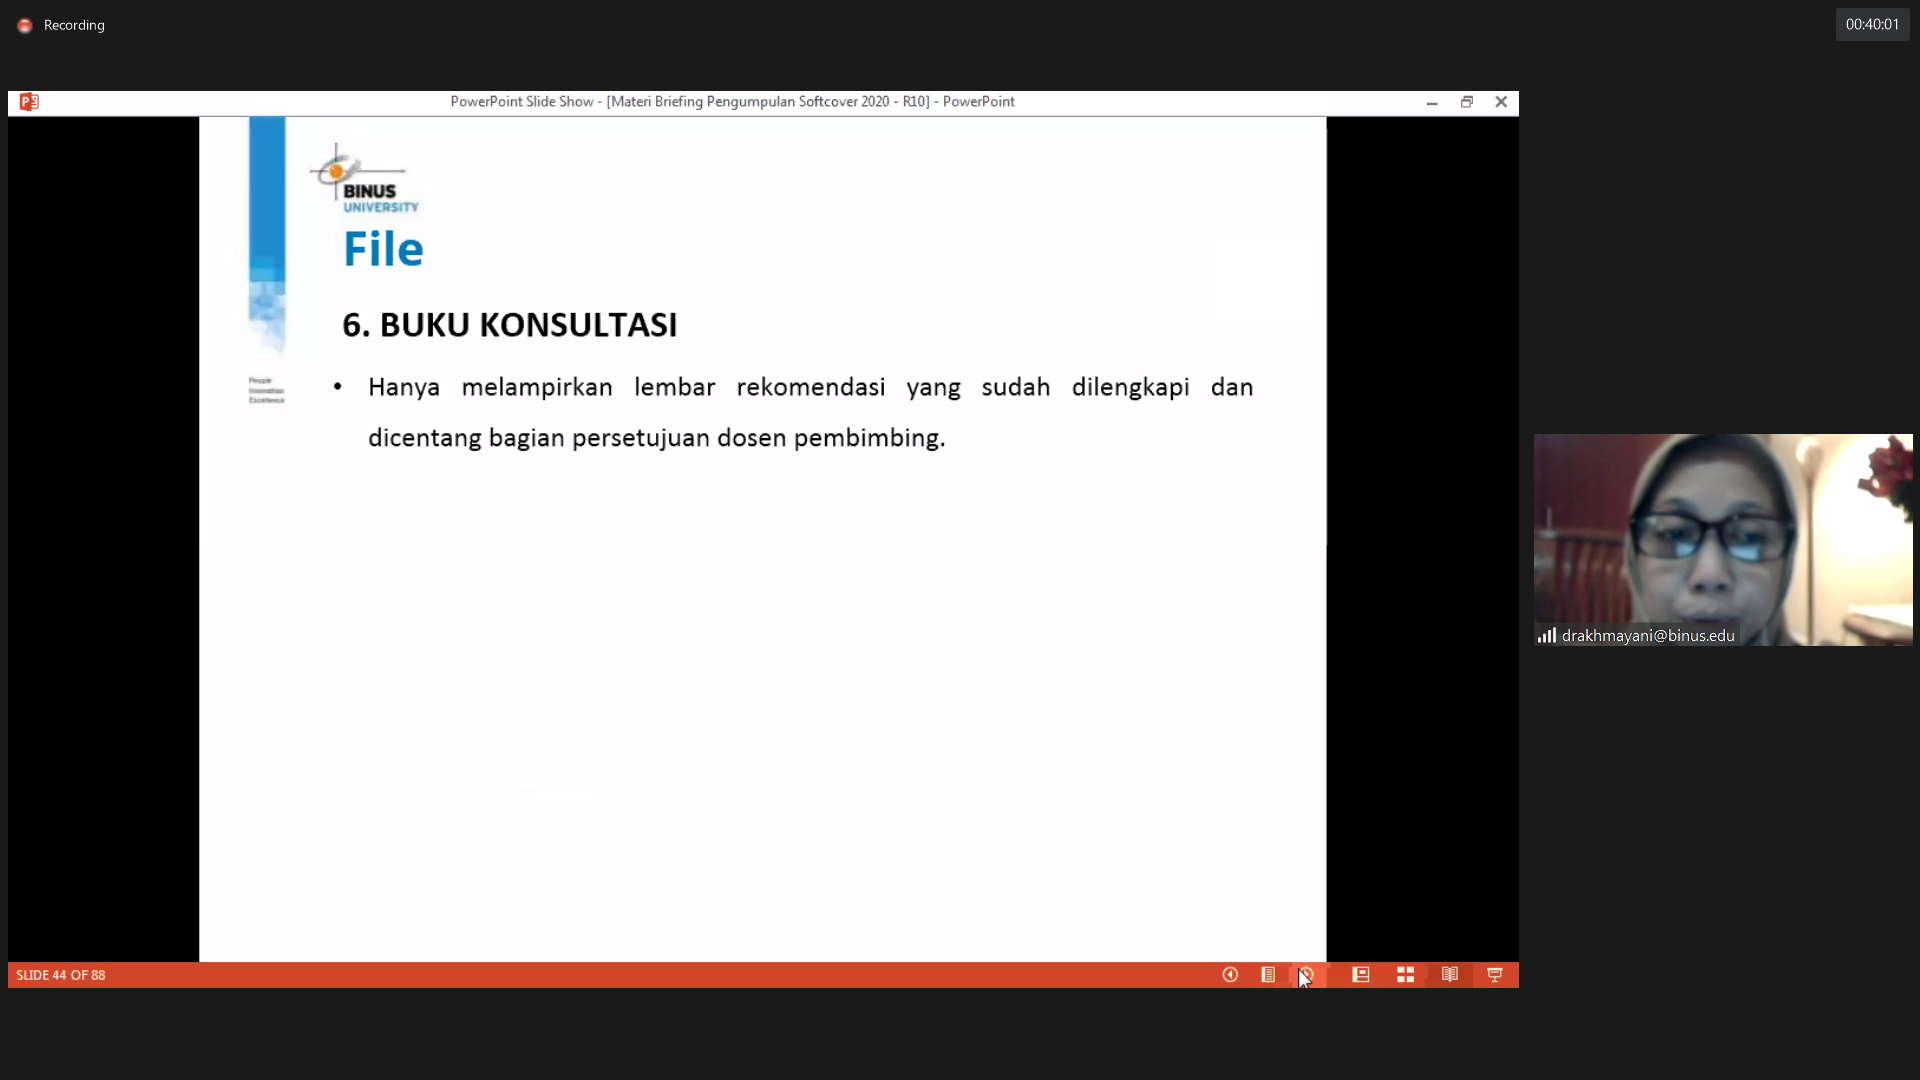 Recording
00:40:01
PowerPoint Slide Show - [Materi Briefing Pengumpulan Softcover 2020 - R10] - PowerPoint
BINUS
UNIVERSITY
File
6. BUKU KONSULTASI
People
Innovation
Excellence
• Hanya melampirkan lembar rekomendasi yang sudah dilengkapi dan
dicentang bagian persetujuan dosen pembimbing.
drakhmayani@binus.edu
SLIDE 44 OF 88